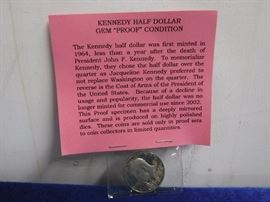 KENNEDY HALF DOLLAR
GEM "PROOF" CONDITION
The Kennedy half dollar was first minted in
1964, less than a year after the death of
President John F. Kennedy. To memorialize
Kennedy, they chose the half dollar over the
quarter as Jacqueline Kennedy preferred to
not replace Washington on the quarter. The
reverse is the Coat of Arms of the President of
the United States. Because of a decline in
usage and popularity, the half dollar was no
longer minted for commercial use since 2002.
This Proof specimen has a deeply mirrored
surface and is produced on highly polished
dies. These coins are sold only in proof sets
to coin collectors in limited quantities.